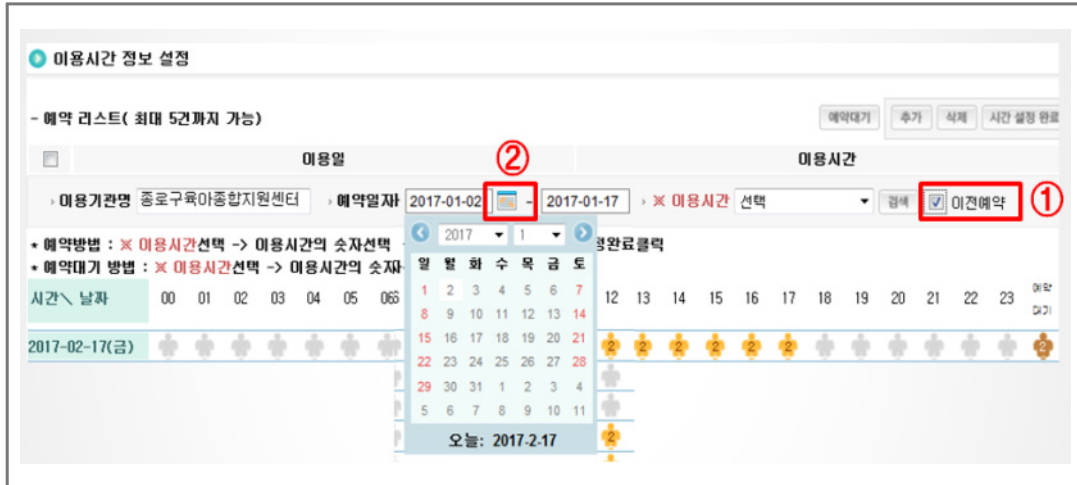 이용시간 정보 설정
- 예약 리스트( 최대 5건까지 가능)
예약대기 추가 삭제 시간 설정 완료
이용일 이용시간
② ①
이용기관명 종로구육아종합지원센터 예약일자 2017-01-02 - 2017-01-17 ※ 이용시간 선택 검색 이전예약
2017 1
* 예약방법 : ※ 이용시간선택 -> 이용시간의 숫자선택 정완료클릭
* 예약대기 방법 : ※ 이용시간선택 -> 이용시간의 숫자
일 월 화 수 목 금 토
1 2 3 4 5 6 7
8 9 10 11 12 13 14
15 16 17 18 19 20 21
22 23 24 25 26 27 28
29 30 31 1 2 3 4
5 6 7 8 9 10 11
오늘: 2017-2-17
시간＼ 날짜 00 01 02 03 04 05 12 13 14 15 16 17 18 19 20 21 22 23 예약대기
2017-02-17(금) 2 2 2 2 2 2 2
2